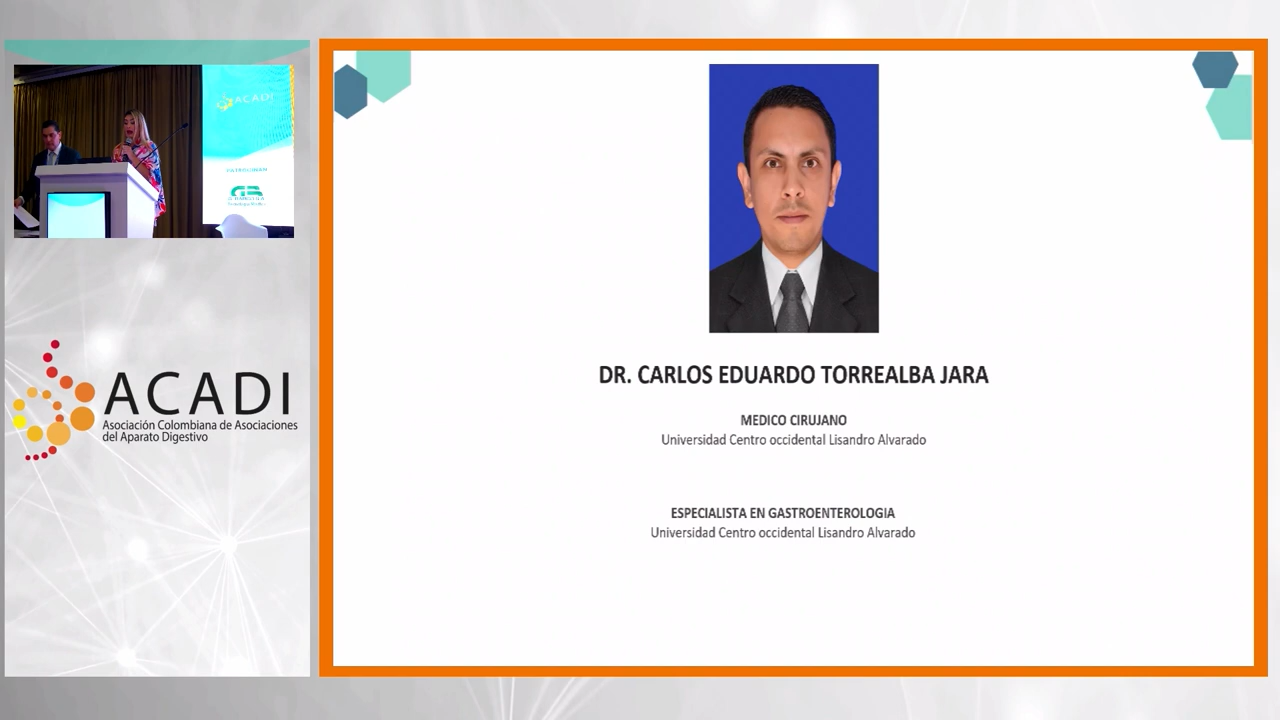 ACADI
ACADI
Asociación Colombiana de Asociaciones
del Aparato Digestivo
DR. CARLOS EDUARDO TORREALBA JARA
MEDICO CIRUJANO
Universidad Centro occidental Lisandro Alvarado
ESPECIALISTA EN GASTROENTEROLOGIA
Universidad Centro occidental Lisandro Alvarado